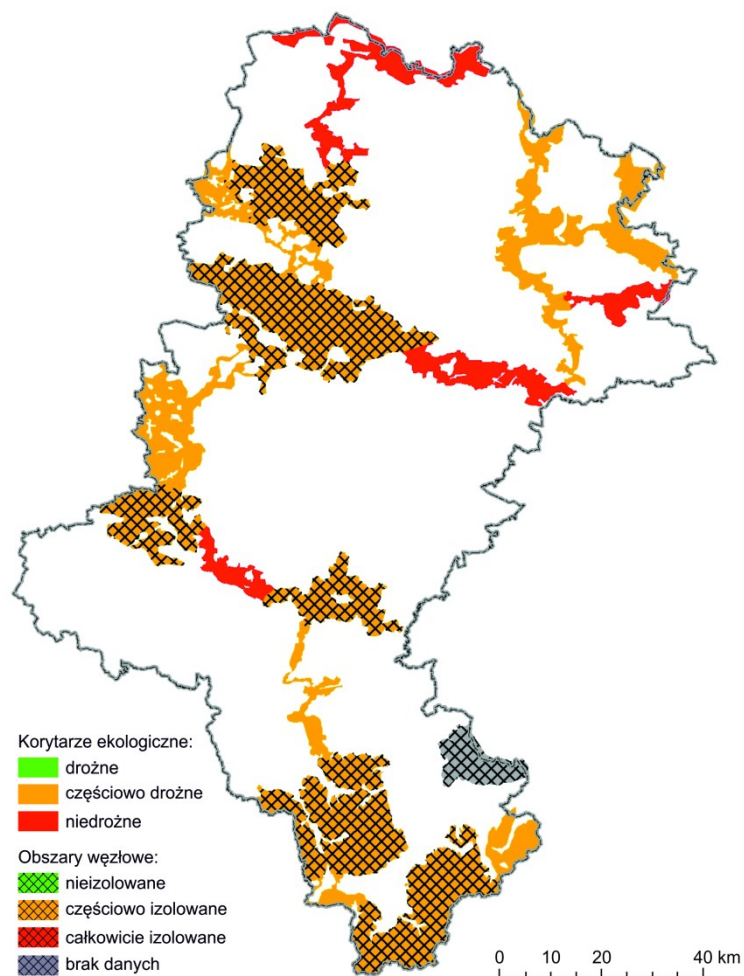 Korytarze ekologiczne:
drożne
częściowo drożne
niedrożne
Obszary węzłowe:
nieizolowane
częściowo izolowane
całkowicie izolowane
brak danych
0 10 20 40 km